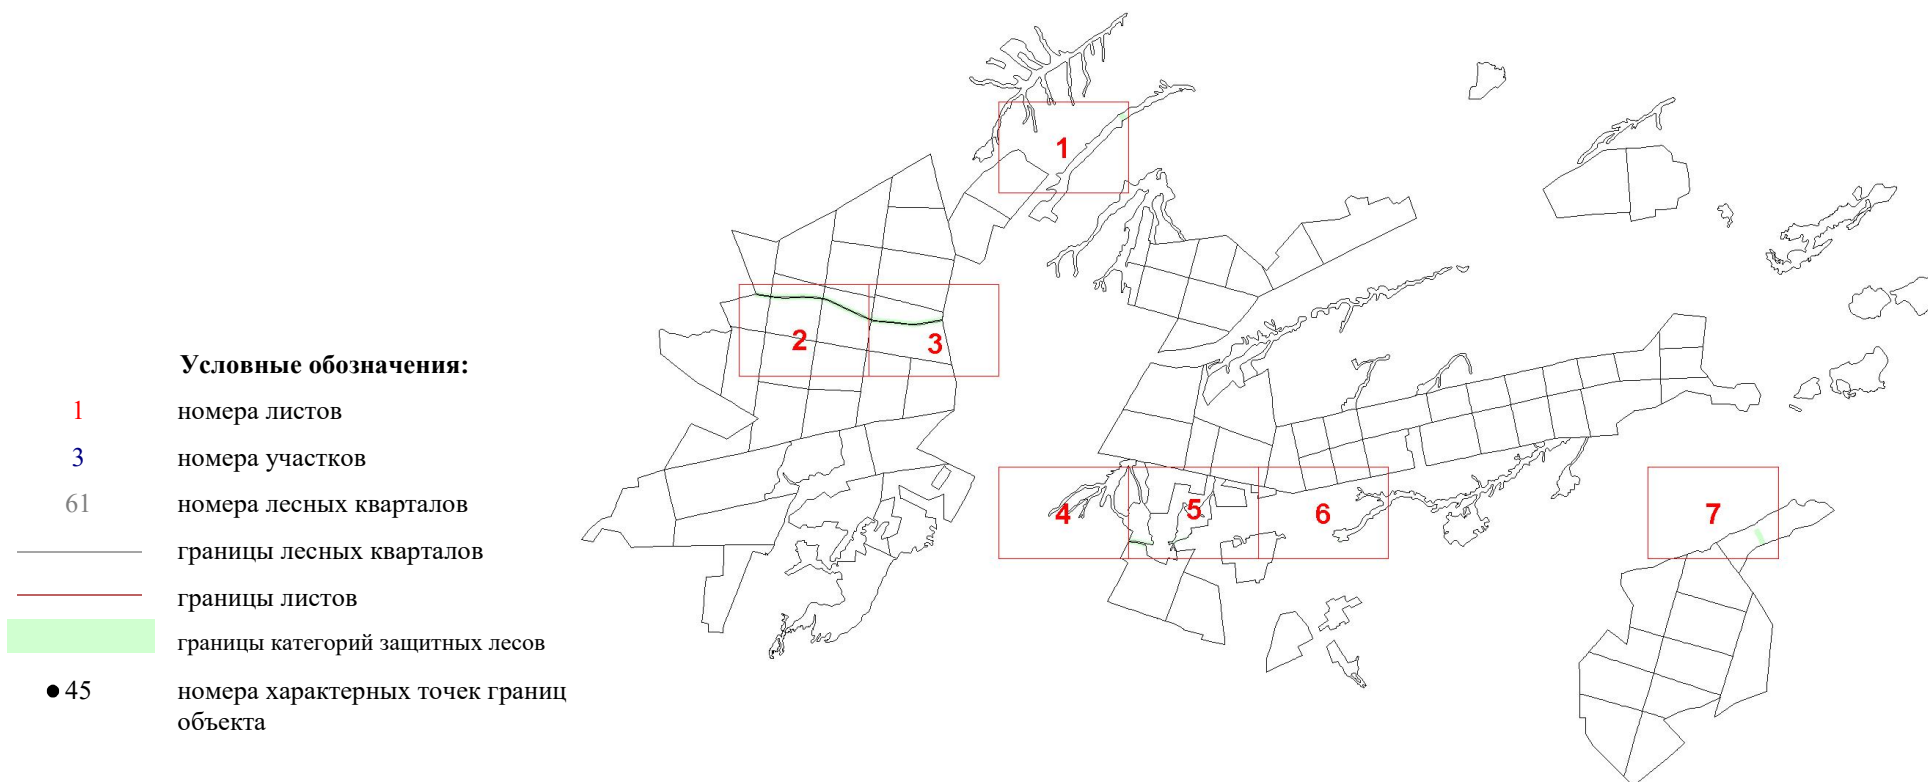 Условные обозначения:
1 номера листов
3 номера участков
61 номера лесных кварталов
границы лесных кварталов
границы листов
границы категорий защитных лесов
45 номера характерных точек границ
объекта
1
2
3
4
5
6
7